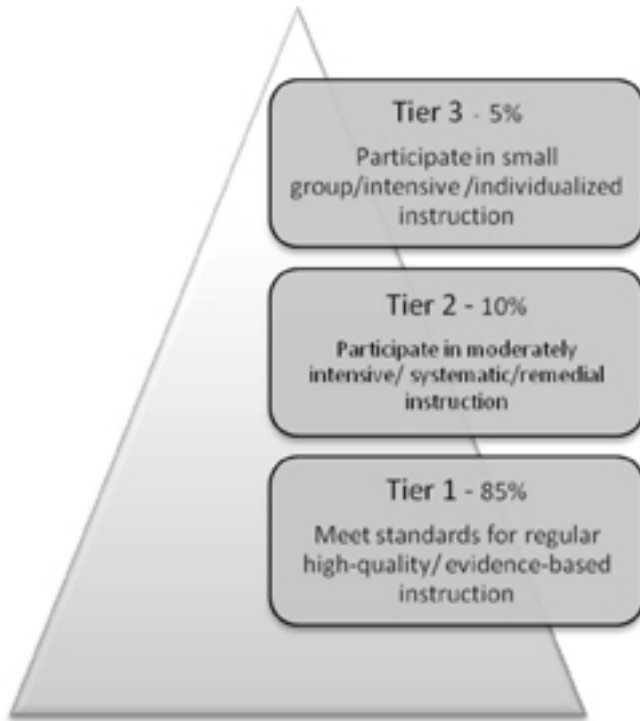 Tier 3 - 5%
Participate in small
group/intensive /individualized
instruction
Tier 2 - 10%
Participate in moderately
intensive/ systematic/remedial
instruction
Tier 1 - 85%
Meet standards for regular
high-quality/ evidence-based
instruction